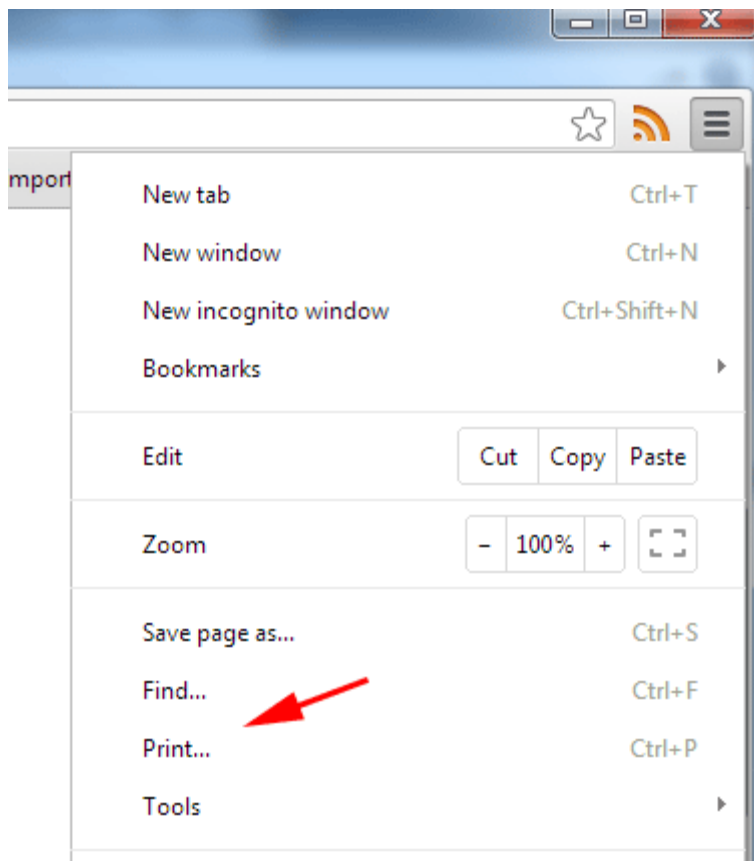 mport
New tab Ctrl+T
New window Ctrl+N
New incognito window Ctrl+Shift+N
Bookmarks
Edit Cut Copy Paste
Zoom - 100% +
Save page as... Ctrl+S
Find... Ctrl+F
Print... Ctrl+P
Tools